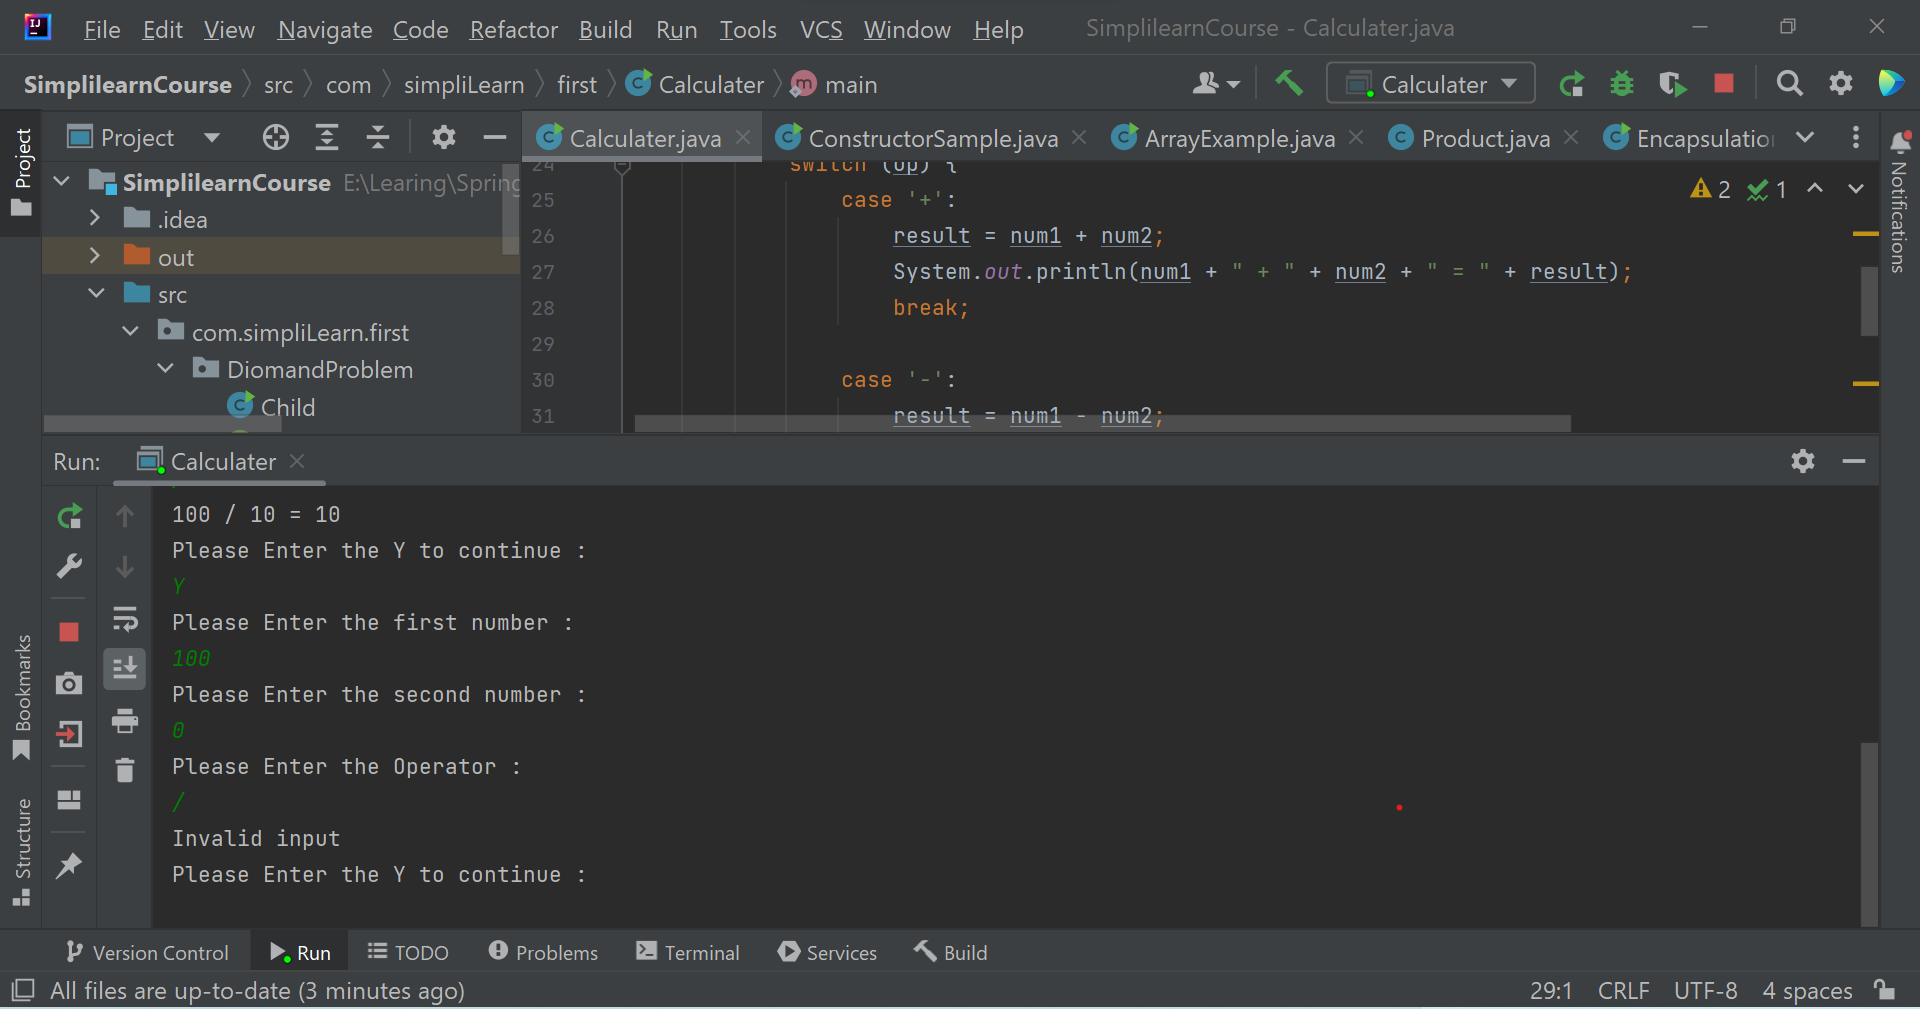 File Edit View Navigate Code Refactor Build Run Tools VCS Window Help SimplilearnCourse - Calculater.java
SimplilearnCourse src com simpliLearn first Calculater main Calculater
Project Calculater.java ConstructorSample.java ArrayExample.java Product.java Encapsulatio
Project
SimplilearnCourse E:\Learing\Spring
.idea
out
src
com.simpliLearn.first
DiomandProblem
Child
24 switch (op) {
25 case '+':
26 result = num1 + num2;
27 System.out.println(num1 + " + " + num2 + " = " + result);
28 break;
29
30 case '-':
31 result = num1 - num2;
2 1
Notifications
Run: Calculater
100 / 10 = 10
Please Enter the Y to continue :
Y
Please Enter the first number :
100
Please Enter the second number :
0
Please Enter the Operator :
/
Invalid input
Please Enter the Y to continue :
Bookmarks
Structure
Version Control Run TODO Problems Terminal Services Build
All files are up-to-date (3 minutes ago) 29:1 CRLF UTF-8 4 spaces